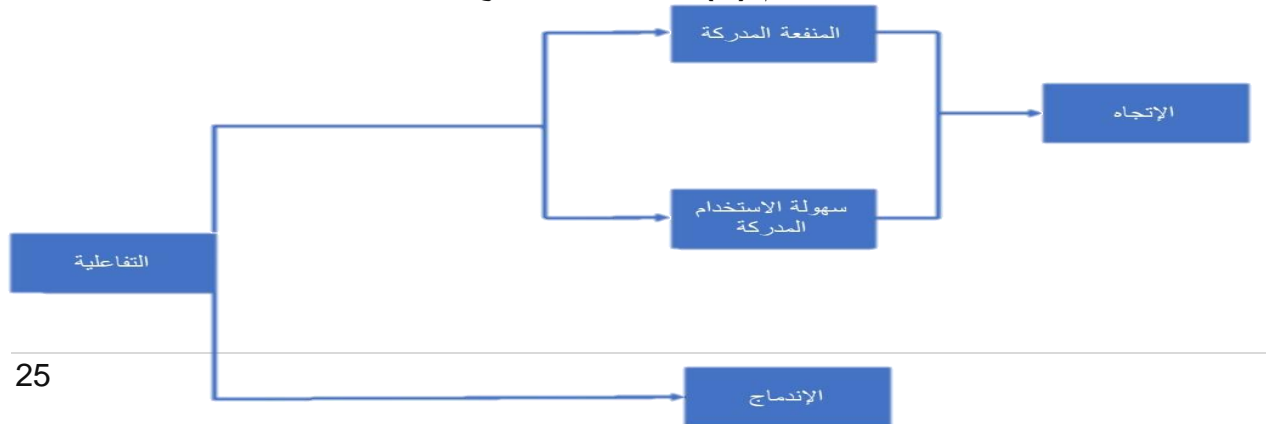 المنفعة المدركة
الإتجاه
سهولة الاستخدام
المدركة
التفاعلية
25
الإندماج